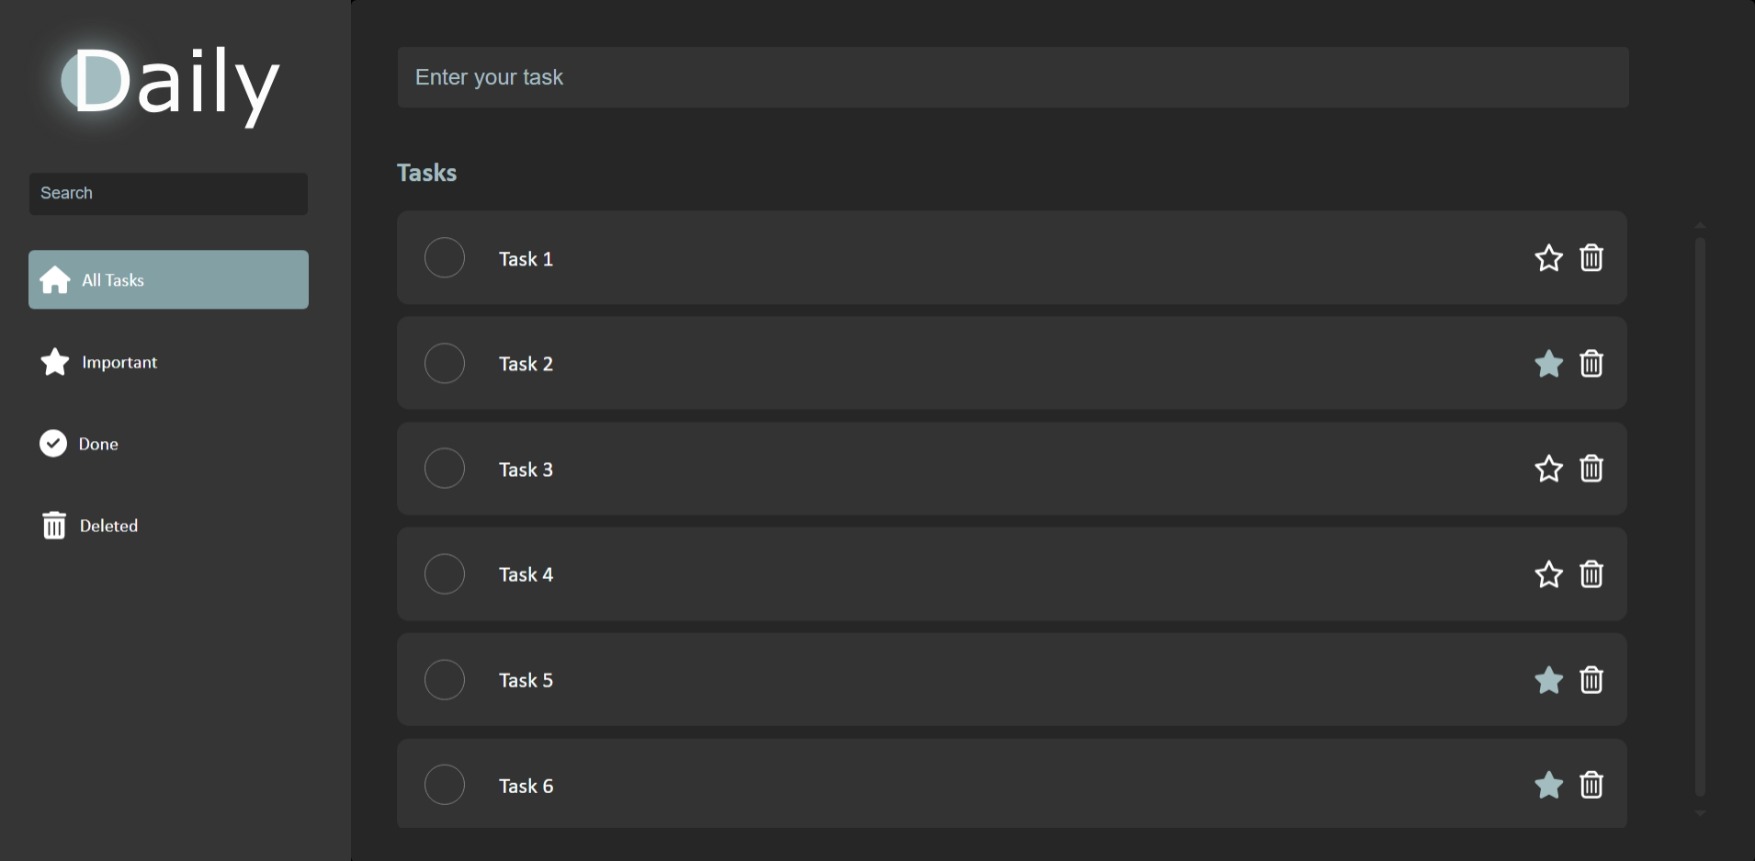 Daily
Search
All Tasks
Important
Done
Deleted
Enter your task
Tasks
Task 1
Task 2
Task 3
Task 4
Task 5
Task 6